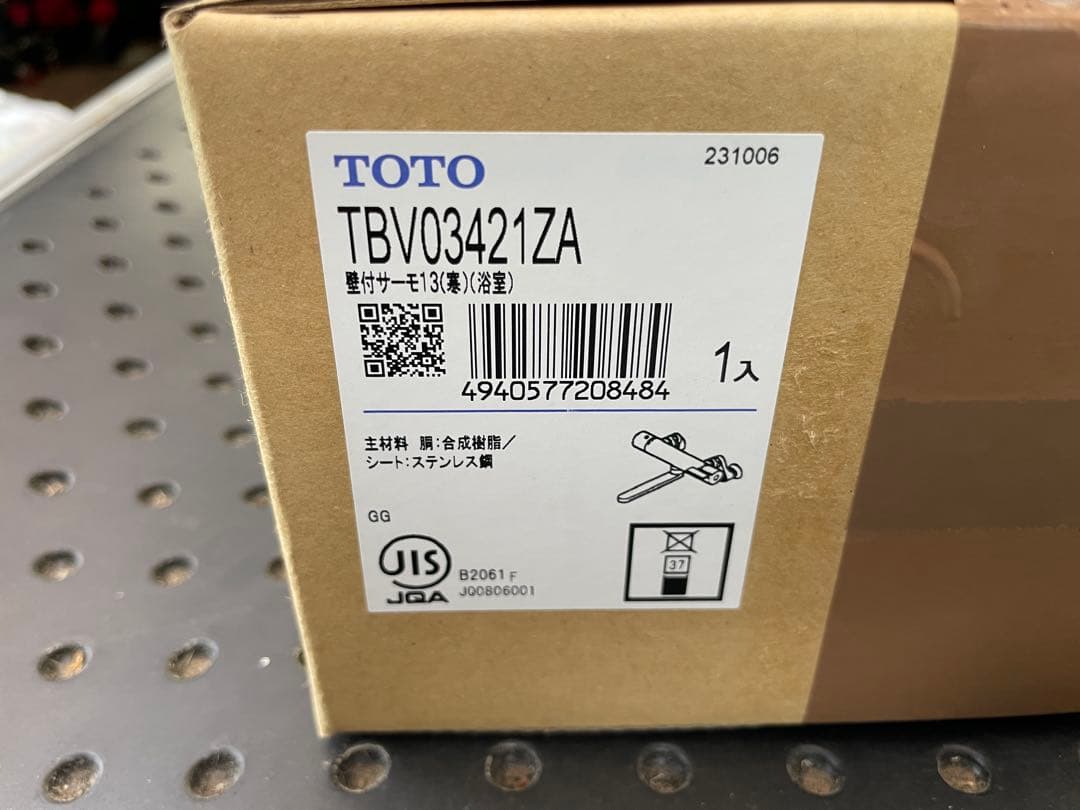 TOTO
231006
TBV03421ZA
壁付サーモ13(寒)(浴室)
4940577208484
1入
主材料 胴:合成樹脂/
シート:ステンレス鋼
GG
JIS
JQA
B2061 F
JQ0806001
37